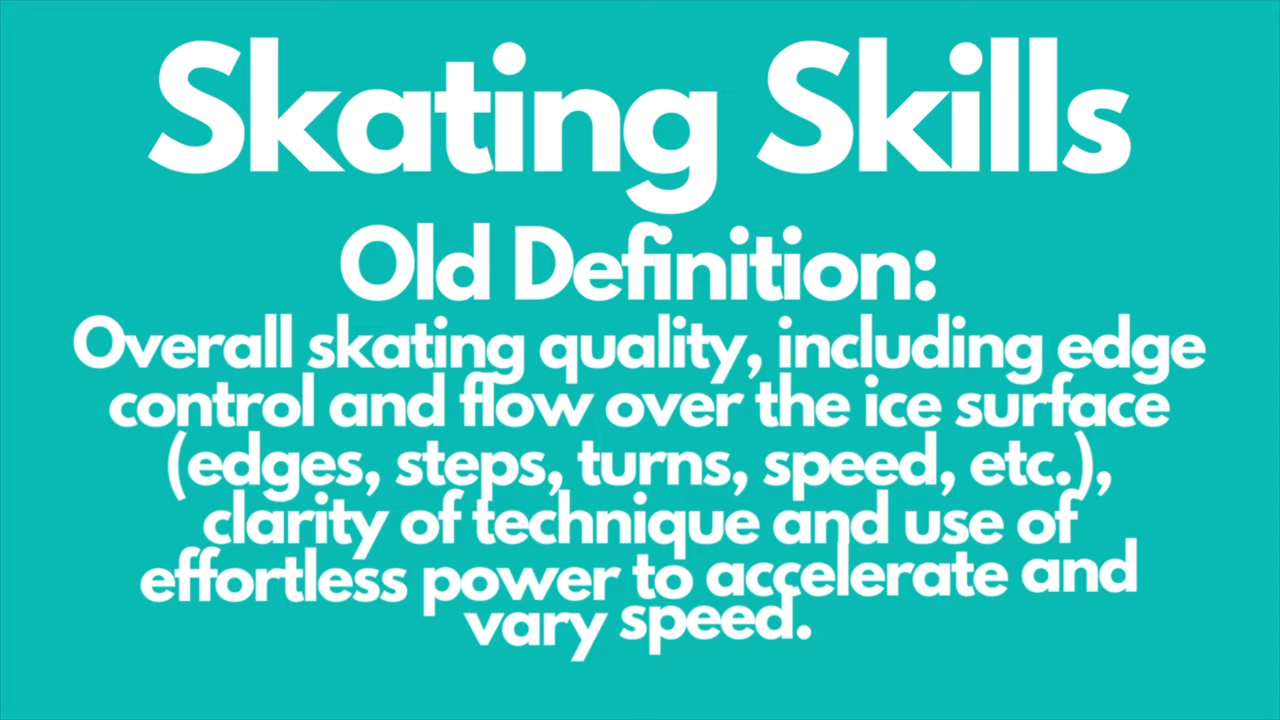 Skating Skills
Old Definition:
Overall skating quality, including edge
control and flow over the ice surface
(edges, steps, turns, speed, etc.),
clarity of technique and use of
effortless power to accelerate and
vary speed.